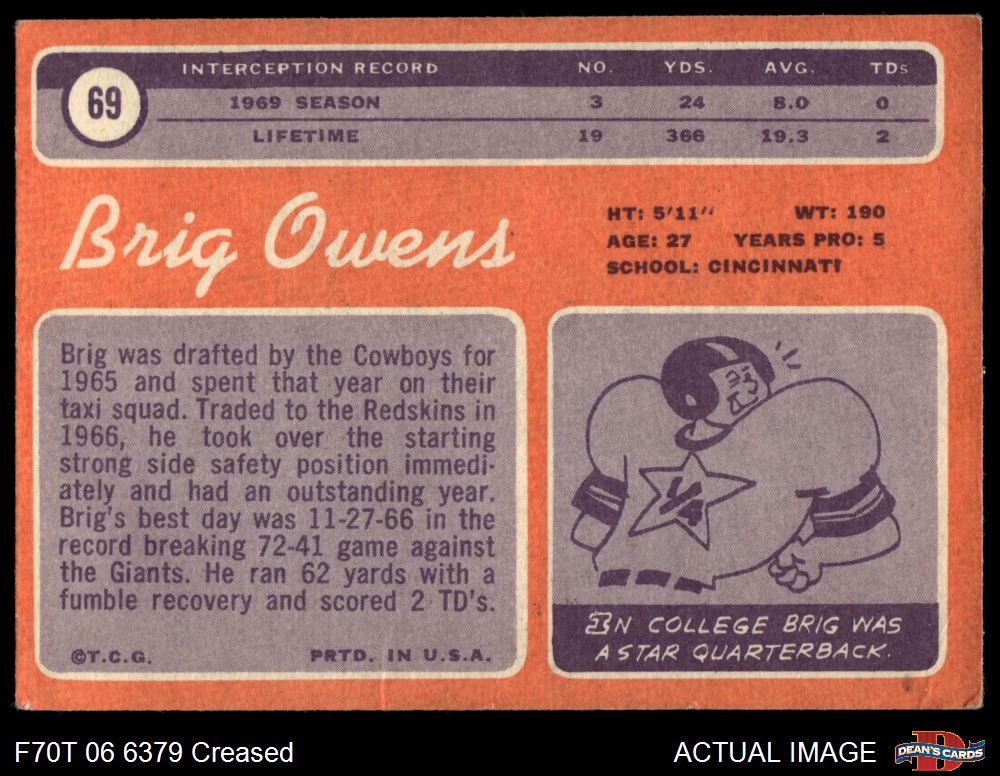 INTERCEPTION RECORD NO. YDS. AVG. TDs
69
1969 SEASON 3 24 8.0 0
LIFETIME 19 366 19.3 2
Brig Owens
HT: 5'11" WT: 190
AGE: 27 YEARS PRO: 5
SCHOOL: CINCINNATI
Brig was drafted by the Cowboys for
1965 and spent that year on their
taxi squad. Traded to the Redskins in
1966, he took over the starting
strong side safety position immedi-
ately and had an outstanding year.
Brig's best day was 11-27-66 in the
record breaking 72-41 game against
the Giants. He ran 62 yards with a
fumble recovery and scored 2 TD's.
©T.C.G. PRTD. IN U.S.A.
1/4
IN COLLEGE BRIG WAS
A STAR QUARTERBACK.
F70T 06 6379 Creased
ACTUAL IMAGE
DEAN'S CARDS